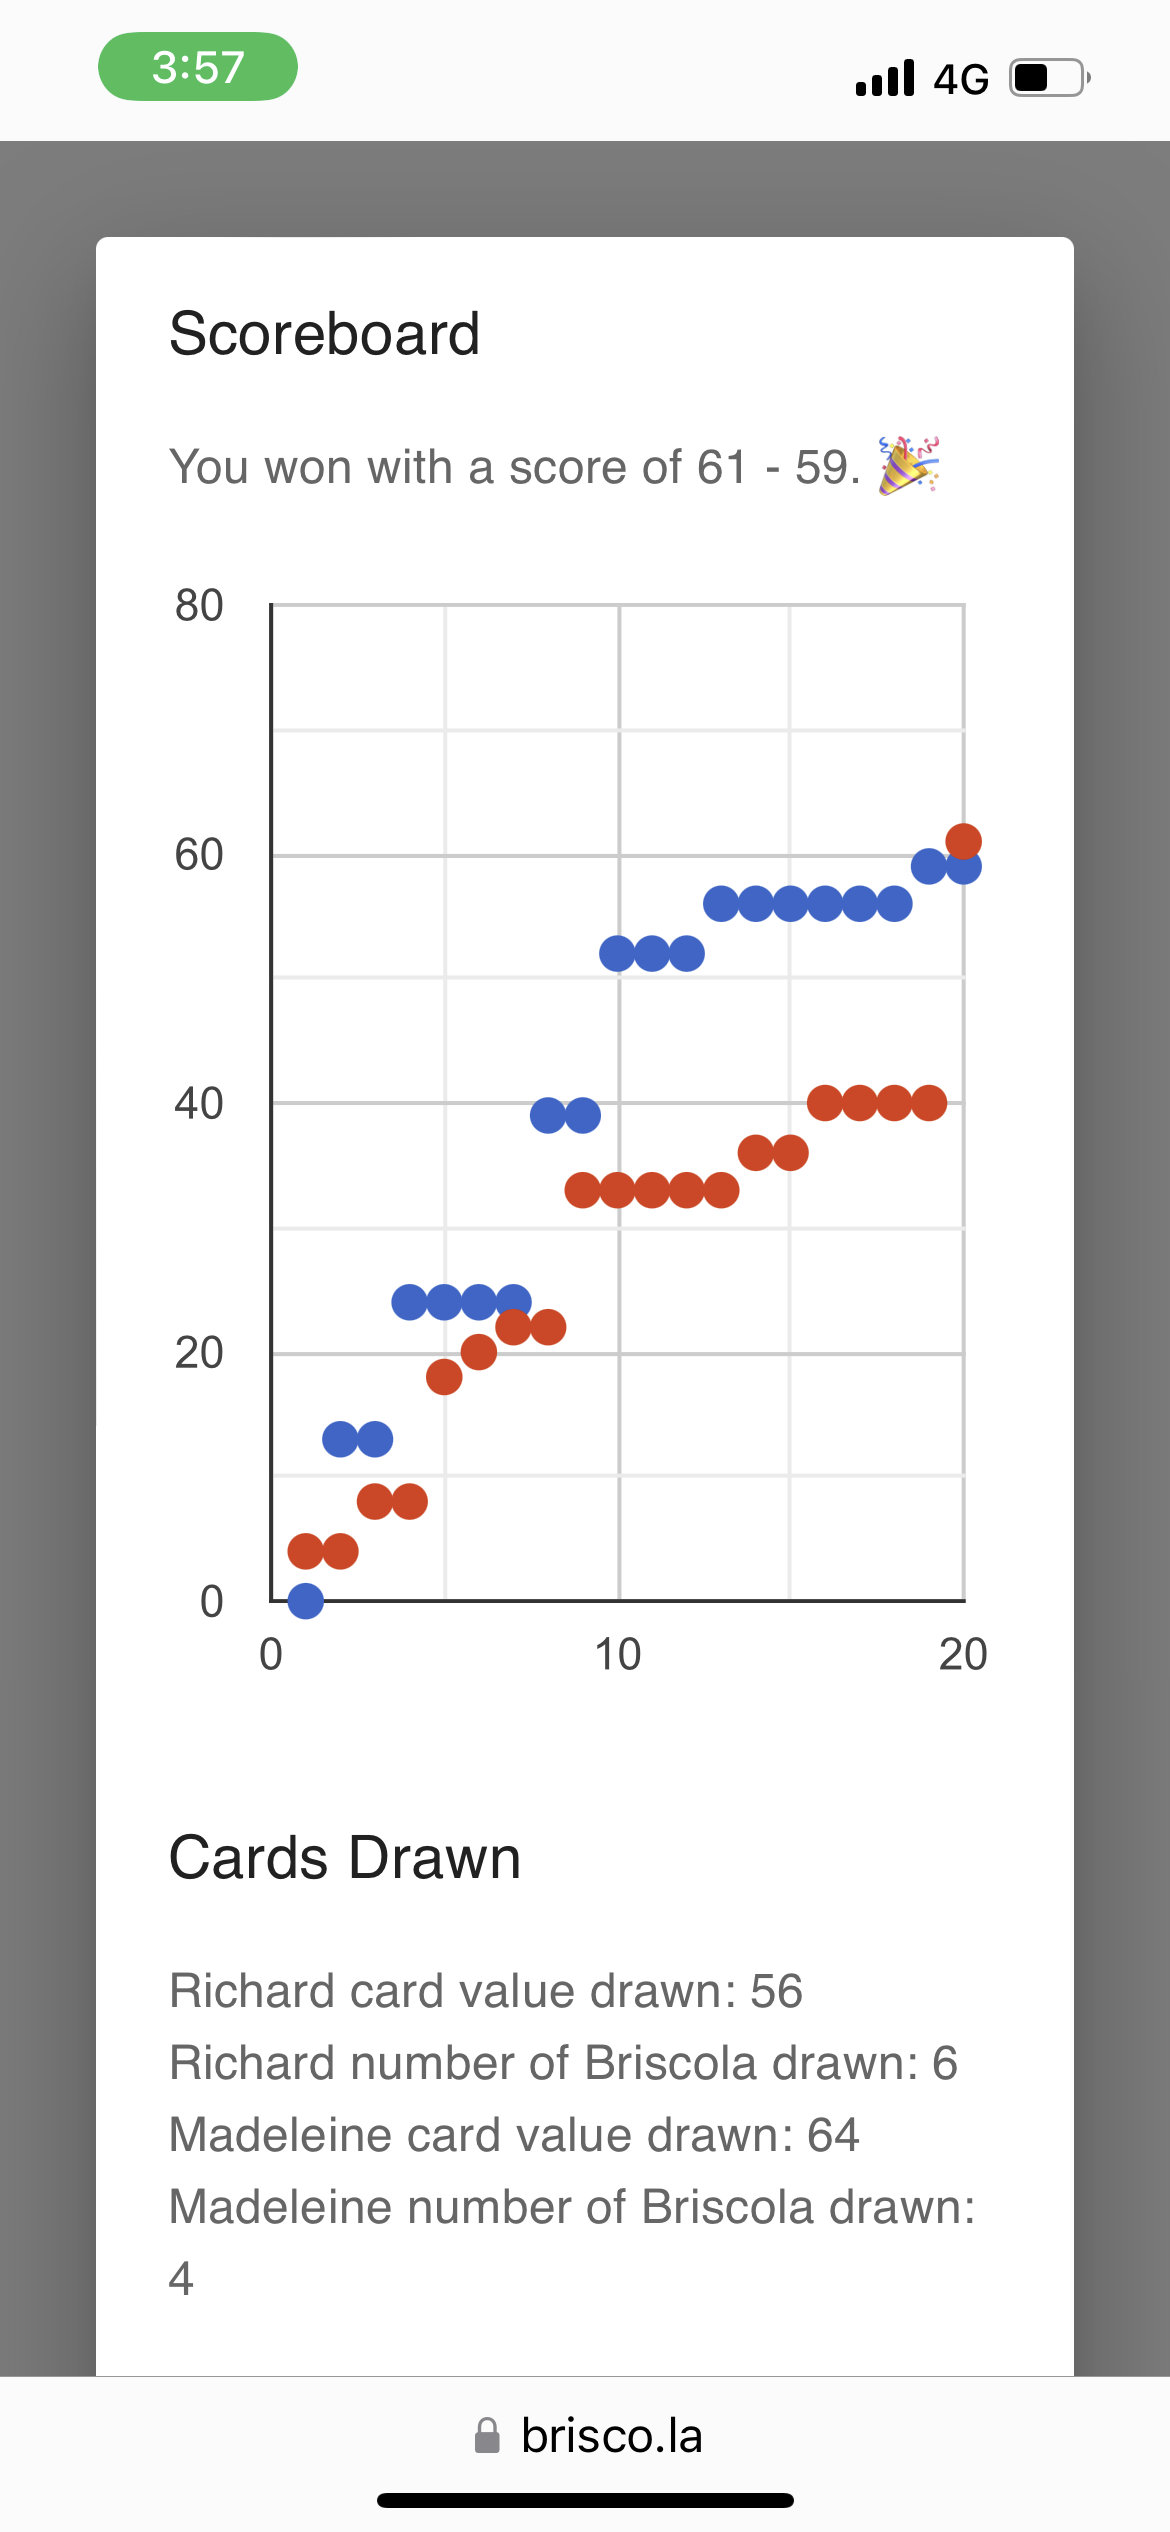 3:57
4G
Scoreboard
You won with a score of 61 - 59. 🎉
80
60
40
20
0
0 10 20
Cards Drawn
Richard card value drawn: 56
Richard number of Briscola drawn: 6
Madeleine card value drawn: 64
Madeleine number of Briscola drawn:
4
brisco.la